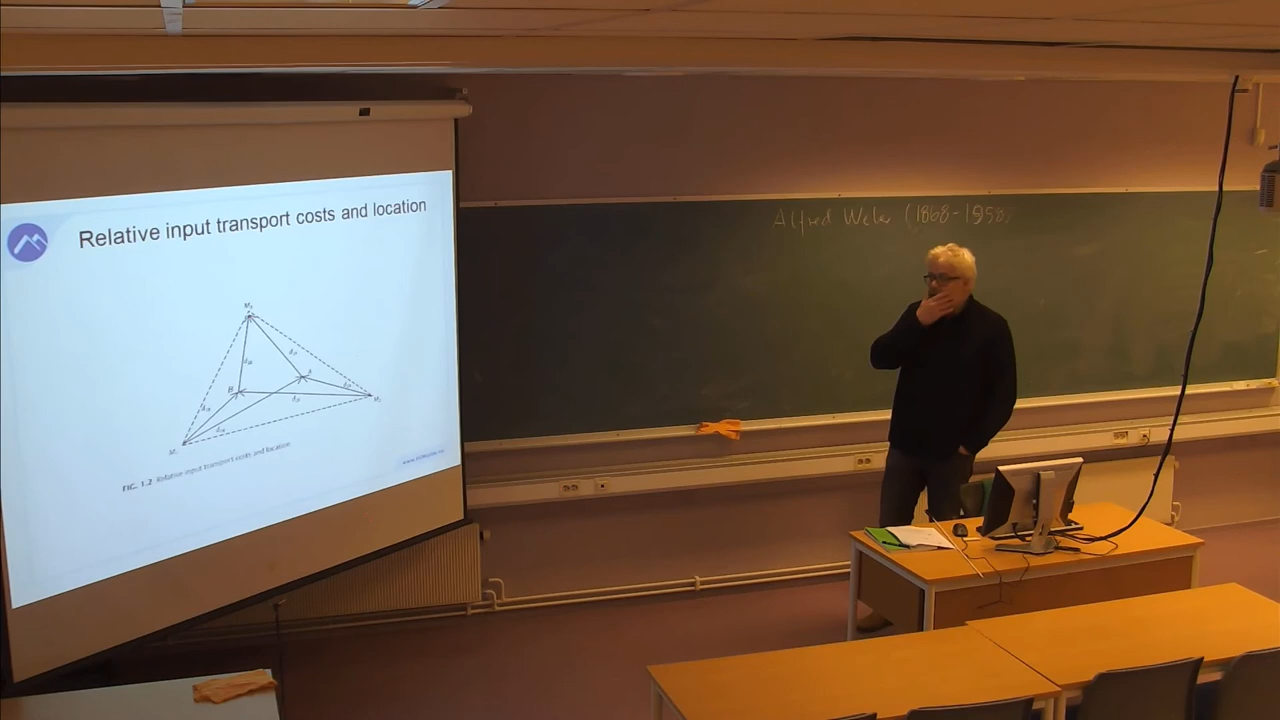 Relative input transport costs and location
A
B
FIG. 1.2 Relative input transport costs and location
Alfred Weber (1868-1958)